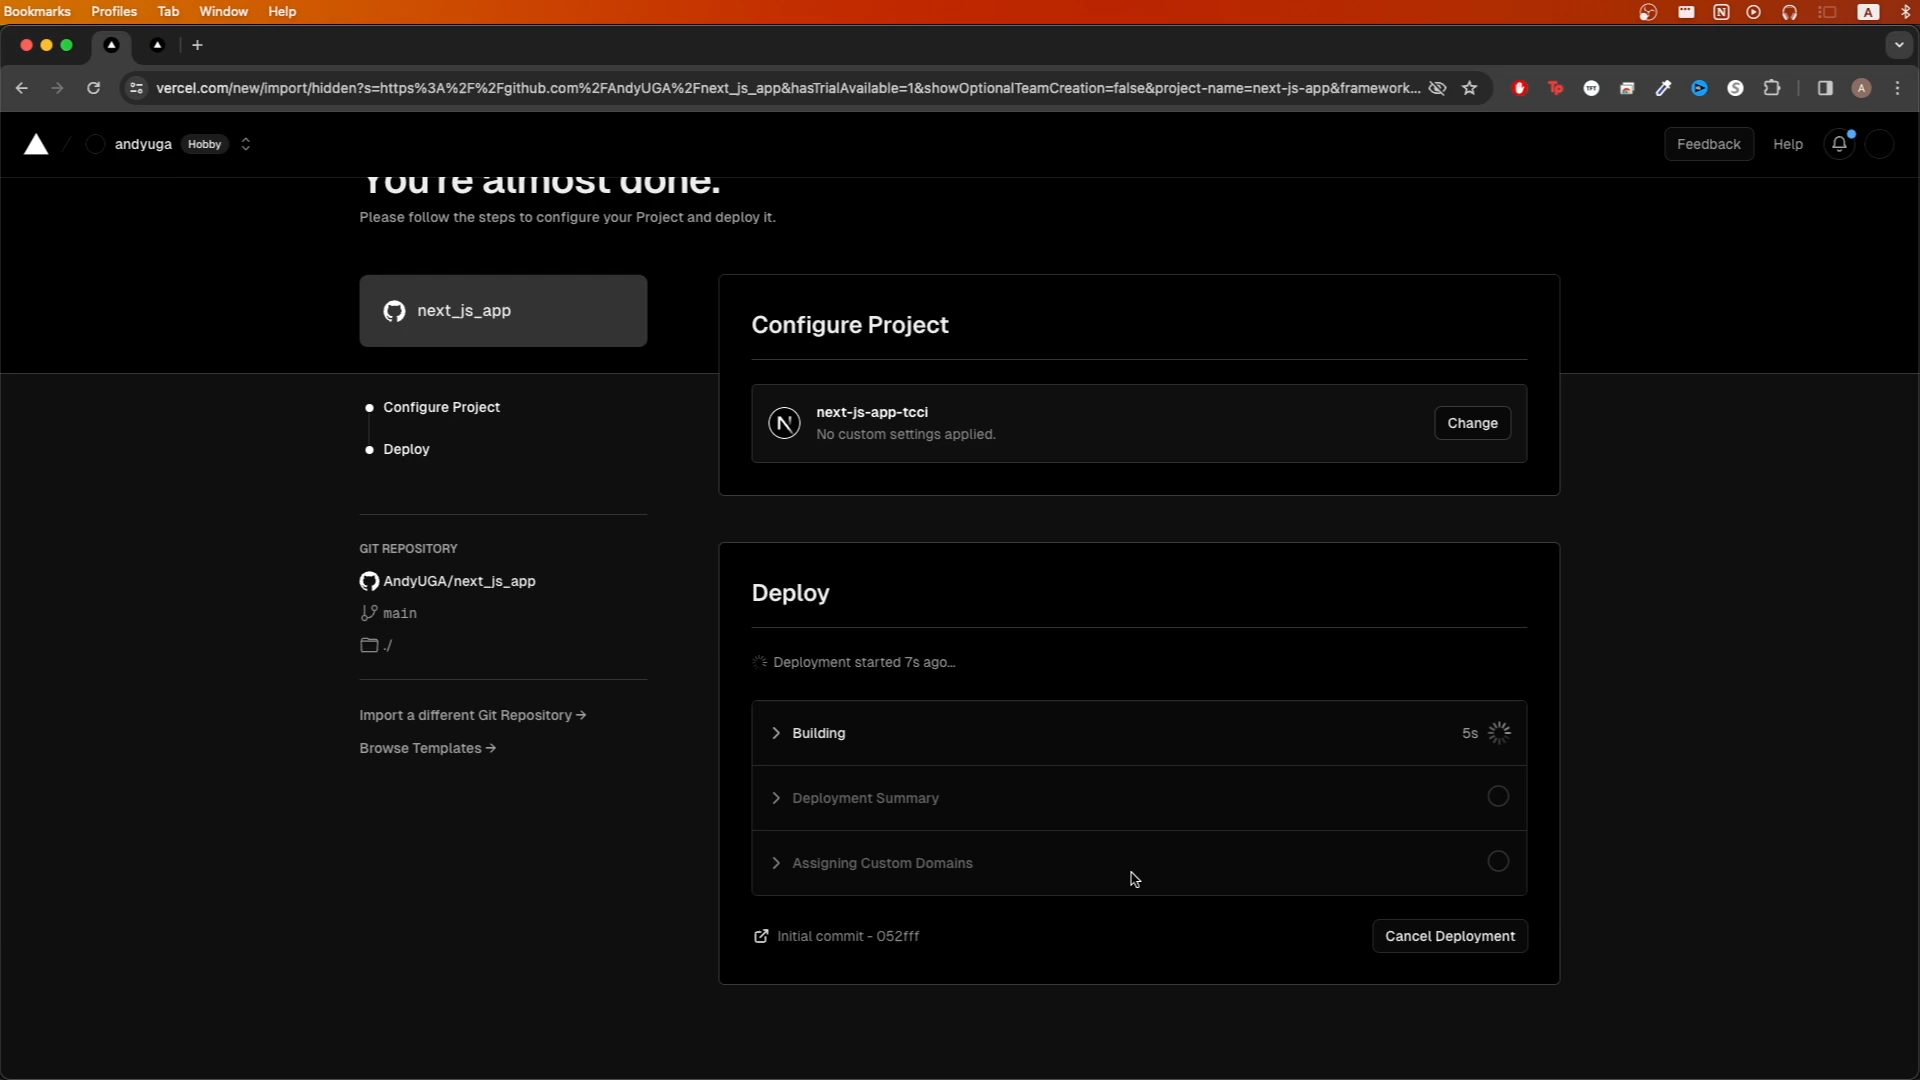 Bookmarks Profiles Tab Window Help
A
vercel.com/new/import/hidden?s=https%3A%2F%2Fgithub.com%2FAndyUGA%2Fnext_js_app&hasTrialAvailable=1&showOptionalTeamCreation=false&project-name=next-js-app&framework...
Tp
TFT
S
A
andyuga Hobby
Feedback Help
You're almost done.
Please follow the steps to configure your Project and deploy it.
next_js_app
Configure Project
Deploy
GIT REPOSITORY
AndyUGA/next_js_app
main
./
Import a different Git Repository →
Browse Templates →
Configure Project
N
next-js-app-tcci
No custom settings applied.
Change
Deploy
Deployment started 7s ago...
Building 5s
Deployment Summary
Assigning Custom Domains
Initial commit - 052fff
Cancel Deployment